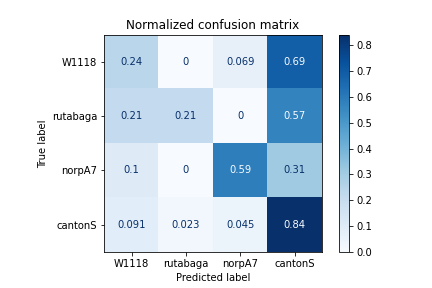 Normalized confusion matrix
True label
W1118 0.24 0 0.069 0.69
rutabaga 0.21 0.21 0 0.57
norpA7 0.1 0 0.59 0.31
cantonS 0.091 0.023 0.045 0.84
W1118 rutabaga norpA7 cantonS
Predicted label
0.8
0.7
0.6
0.5
0.4
0.3
0.2
0.1
0.0